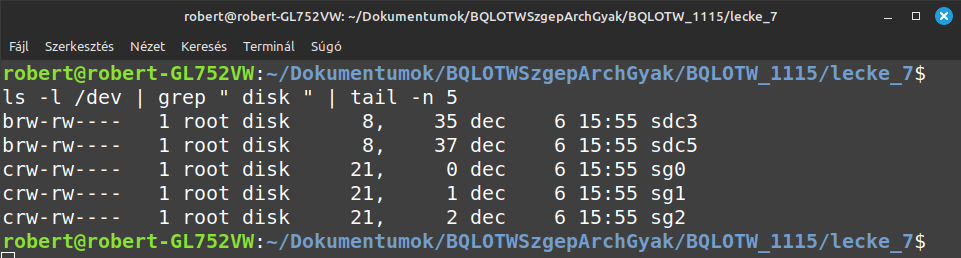 robert@robert-GL752VW: ~/Dokumentumok/BQLOTWSzgepArchGyak/BQLOTW_1115/lecke_7
Fájl Szerkesztés Nézet Keresés Terminál Súgó
robert@robert-GL752VW:~/Dokumentumok/BQLOTWSzgepArchGyak/BQLOTW_1115/lecke_7$
ls -l /dev | grep " disk " | tail -n 5
brw-rw---- 1 root disk 8, 35 dec 6 15:55 sdc3
brw-rw---- 1 root disk 8, 37 dec 6 15:55 sdc5
crw-rw---- 1 root disk 21, 0 dec 6 15:55 sg0
crw-rw---- 1 root disk 21, 1 dec 6 15:55 sg1
crw-rw---- 1 root disk 21, 2 dec 6 15:55 sg2
robert@robert-GL752VW:~/Dokumentumok/BQLOTWSzgepArchGyak/BQLOTW_1115/lecke_7$